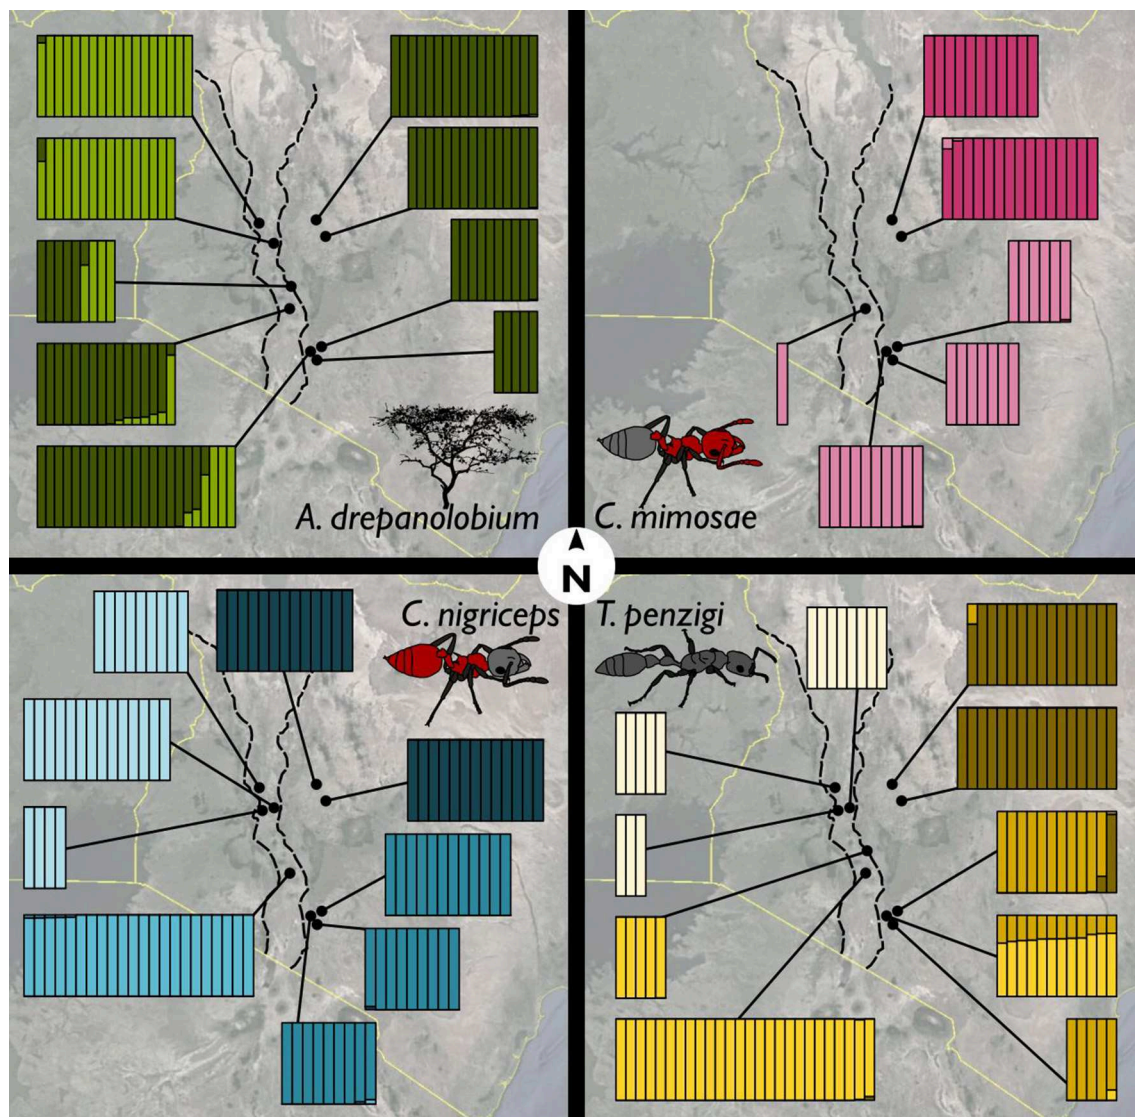 A. drepanolobium
C. mimosae
N
C. nigriceps
T. penzigi